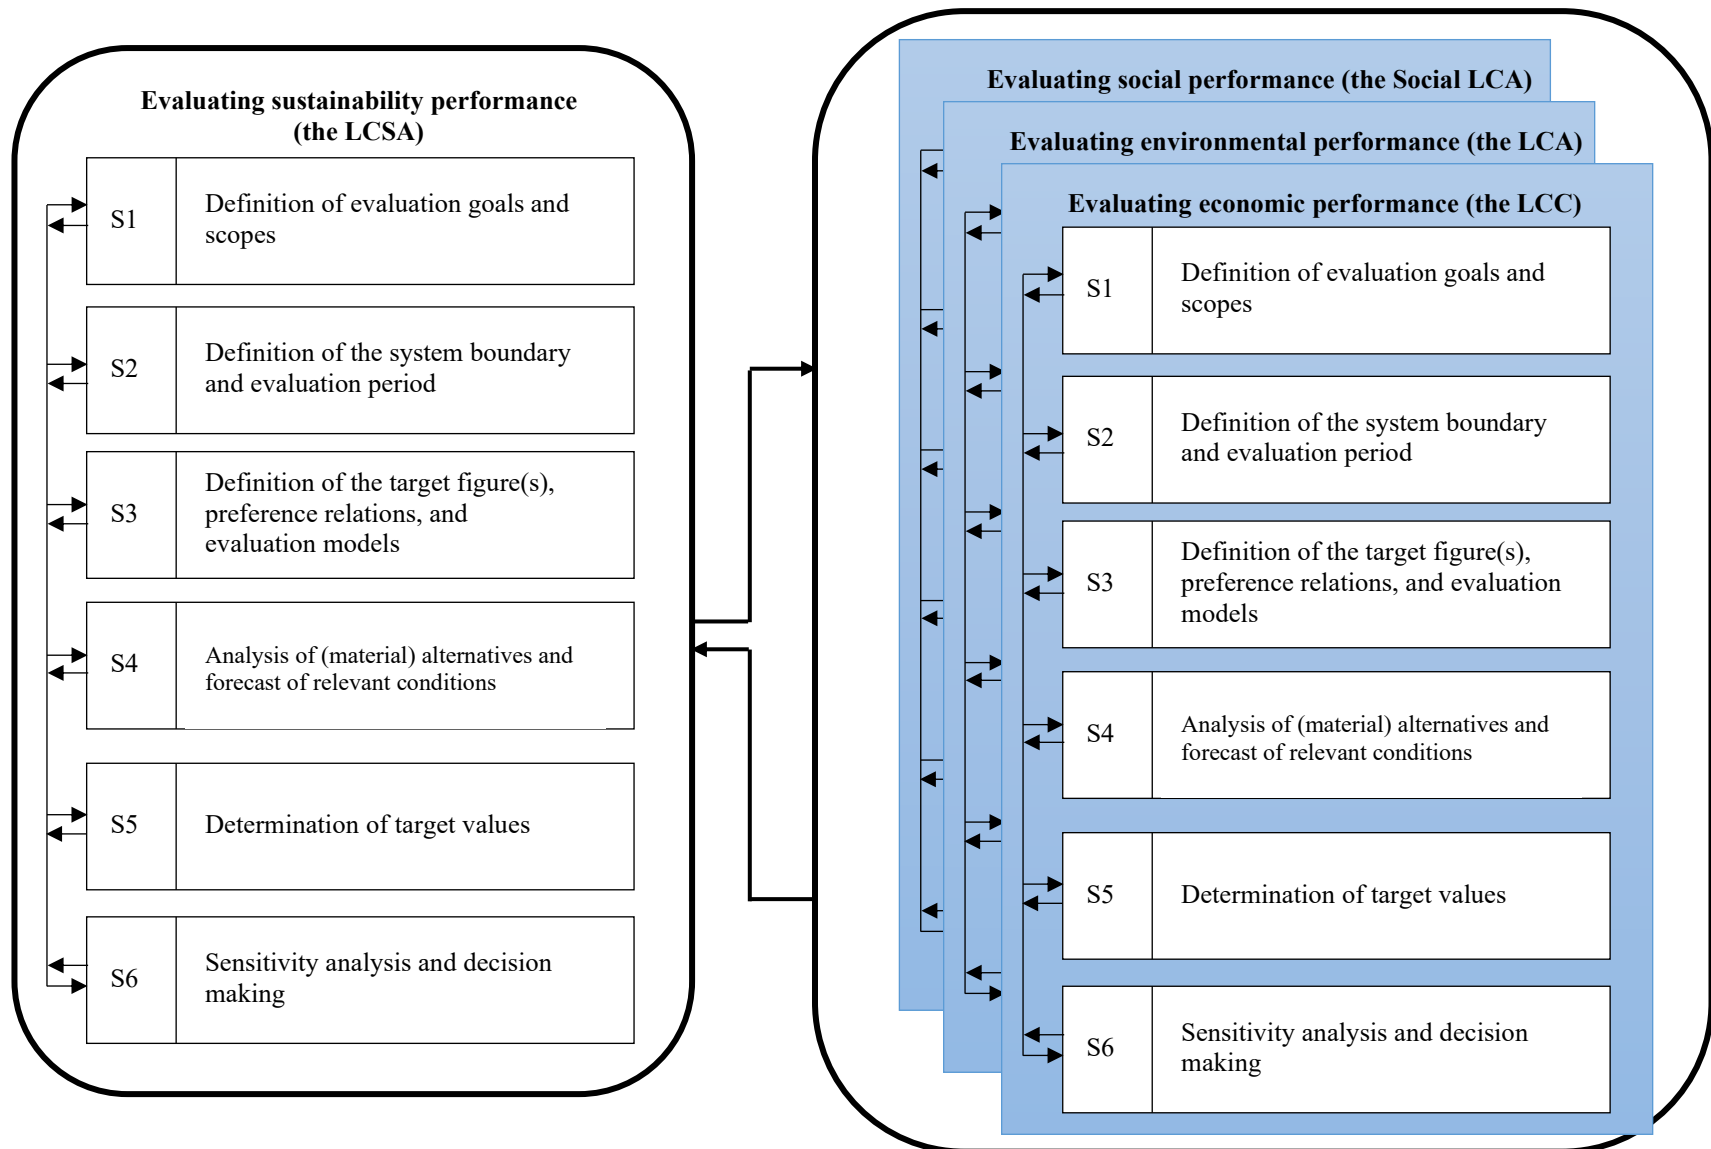 Evaluating sustainability performance
(the LCSA)
S1
Definition of evaluation goals and
scopes
S2
Definition of the system boundary
and evaluation period
S3
Definition of the target figure(s),
preference relations, and
evaluation models
S4
Analysis of (material) alternatives and
forecast of relevant conditions
S5
Determination of target values
S6
Sensitivity analysis and decision
making
Evaluating social performance (the Social LCA)
Evaluating environmental performance (the LCA)
Evaluating economic performance (the LCC)
S1
Definition of evaluation goals and
scopes
S2
Definition of the system boundary
and evaluation period
S3
Definition of the target figure(s),
preference relations, and evaluation
models
S4
Analysis of (material) alternatives and
forecast of relevant conditions
S5
Determination of target values
S6
Sensitivity analysis and decision
making